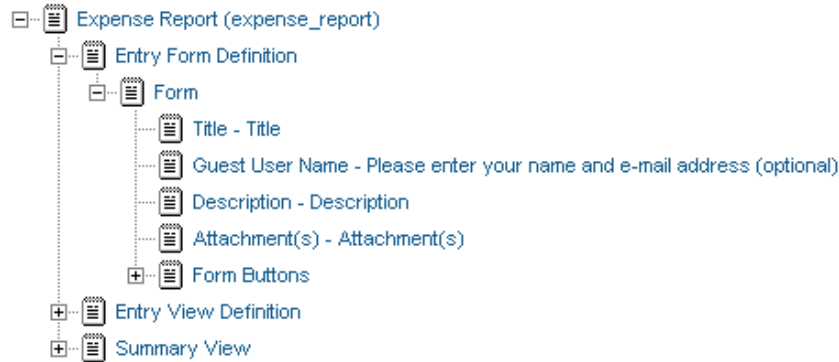 Expense Report (expense_report)
Entry Form Definition
Form
Title - Title
Guest User Name - Please enter your name and e-mail address (optional)
Description - Description
Attachment(s) - Attachment(s)
Form Buttons
Entry View Definition
Summary View